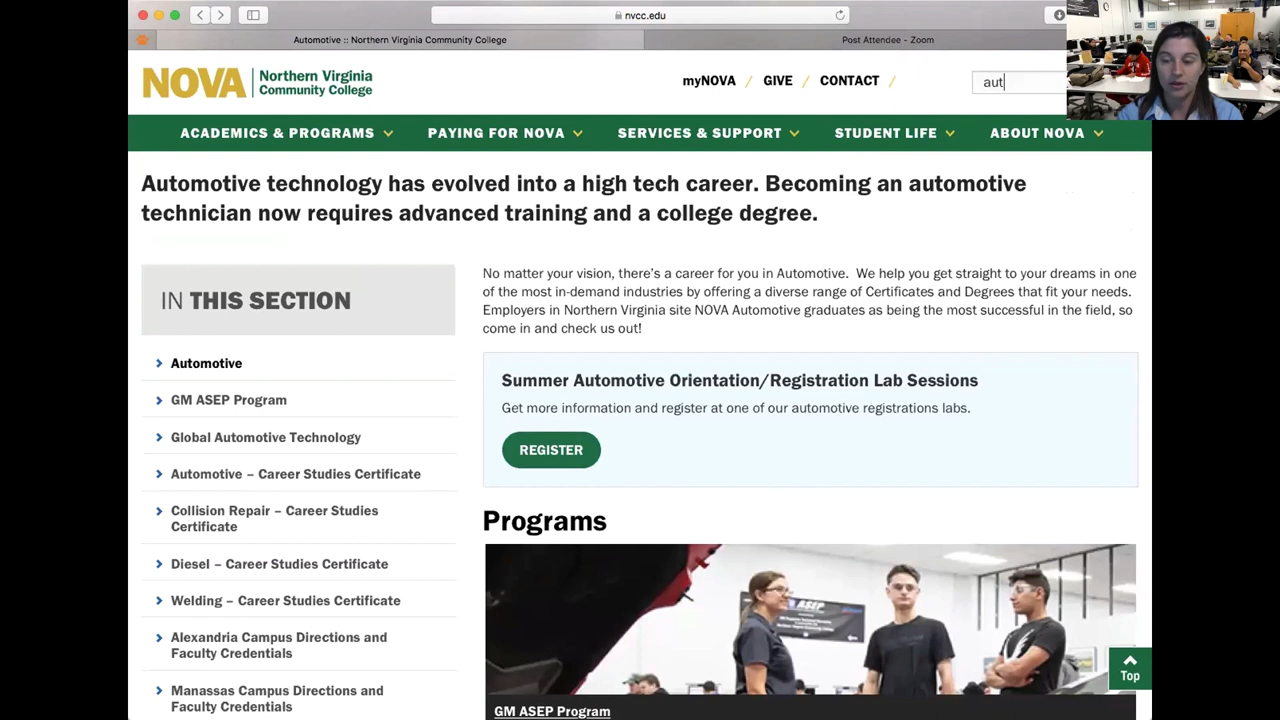 nvcc.edu
Automotive :: Northern Virginia Community College
Post Attendee - Zoom
NOVA
Northern Virginia
Community College
myNOVA / GIVE / CONTACT /
aut
ACADEMICS & PROGRAMS
PAYING FOR NOVA
SERVICES & SUPPORT
STUDENT LIFE
ABOUT NOVA
Automotive technology has evolved into a high tech career. Becoming an automotive
technician now requires advanced training and a college degree.
IN THIS SECTION
Automotive
GM ASEP Program
Global Automotive Technology
Automotive – Career Studies Certificate
Collision Repair – Career Studies
Certificate
Diesel – Career Studies Certificate
Welding – Career Studies Certificate
Alexandria Campus Directions and
Faculty Credentials
Manassas Campus Directions and
Faculty Credentials
No matter your vision, there's a career for you in Automotive. We help you get straight to your dreams in one
of the most in-demand industries by offering a diverse range of Certificates and Degrees that fit your needs.
Employers in Northern Virginia site NOVA Automotive graduates as being the most successful in the field, so
come in and check us out!
Summer Automotive Orientation/Registration Lab Sessions
Get more information and register at one of our automotive registrations labs.
REGISTER
Programs
ASEP
GM ASEP Program
Top